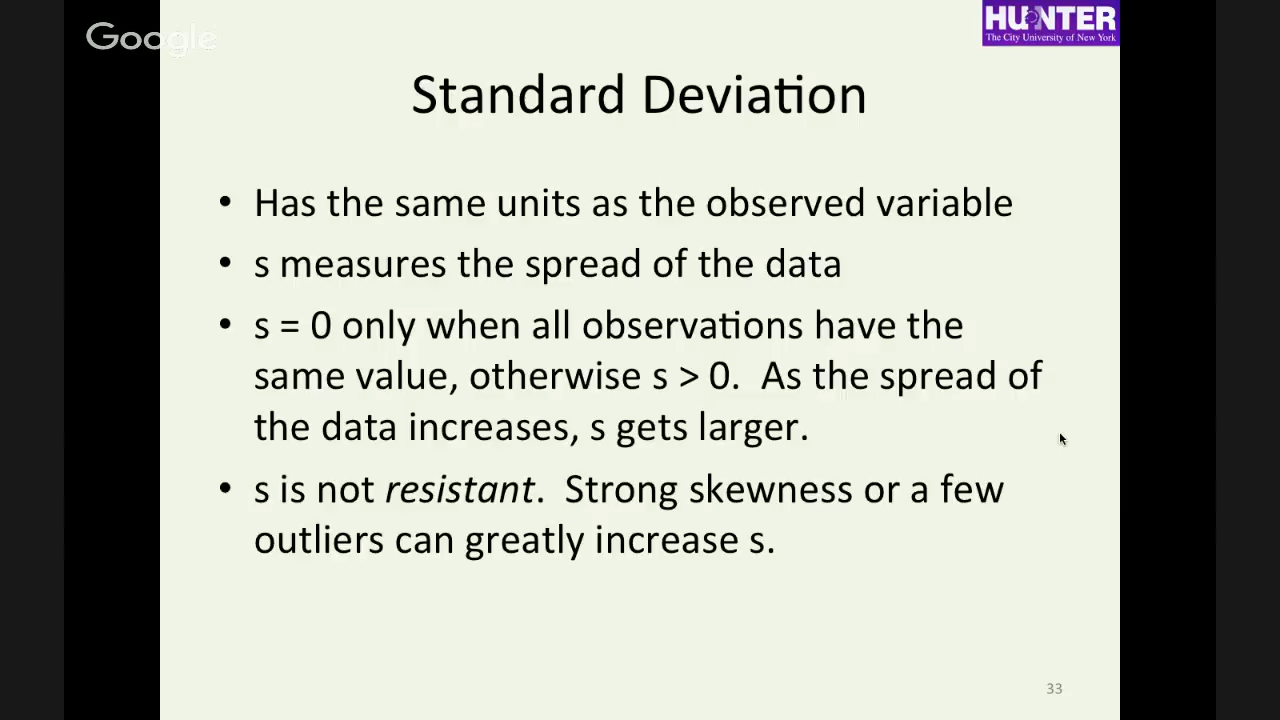 Google
HUNTER
The City University of New York
Standard Deviation
• Has the same units as the observed variable
• s measures the spread of the data
• s = 0 only when all observations have the
same value, otherwise s > 0.  As the spread of
the data increases, s gets larger.
• s is not resistant.  Strong skewness or a few
outliers can greatly increase s.
33